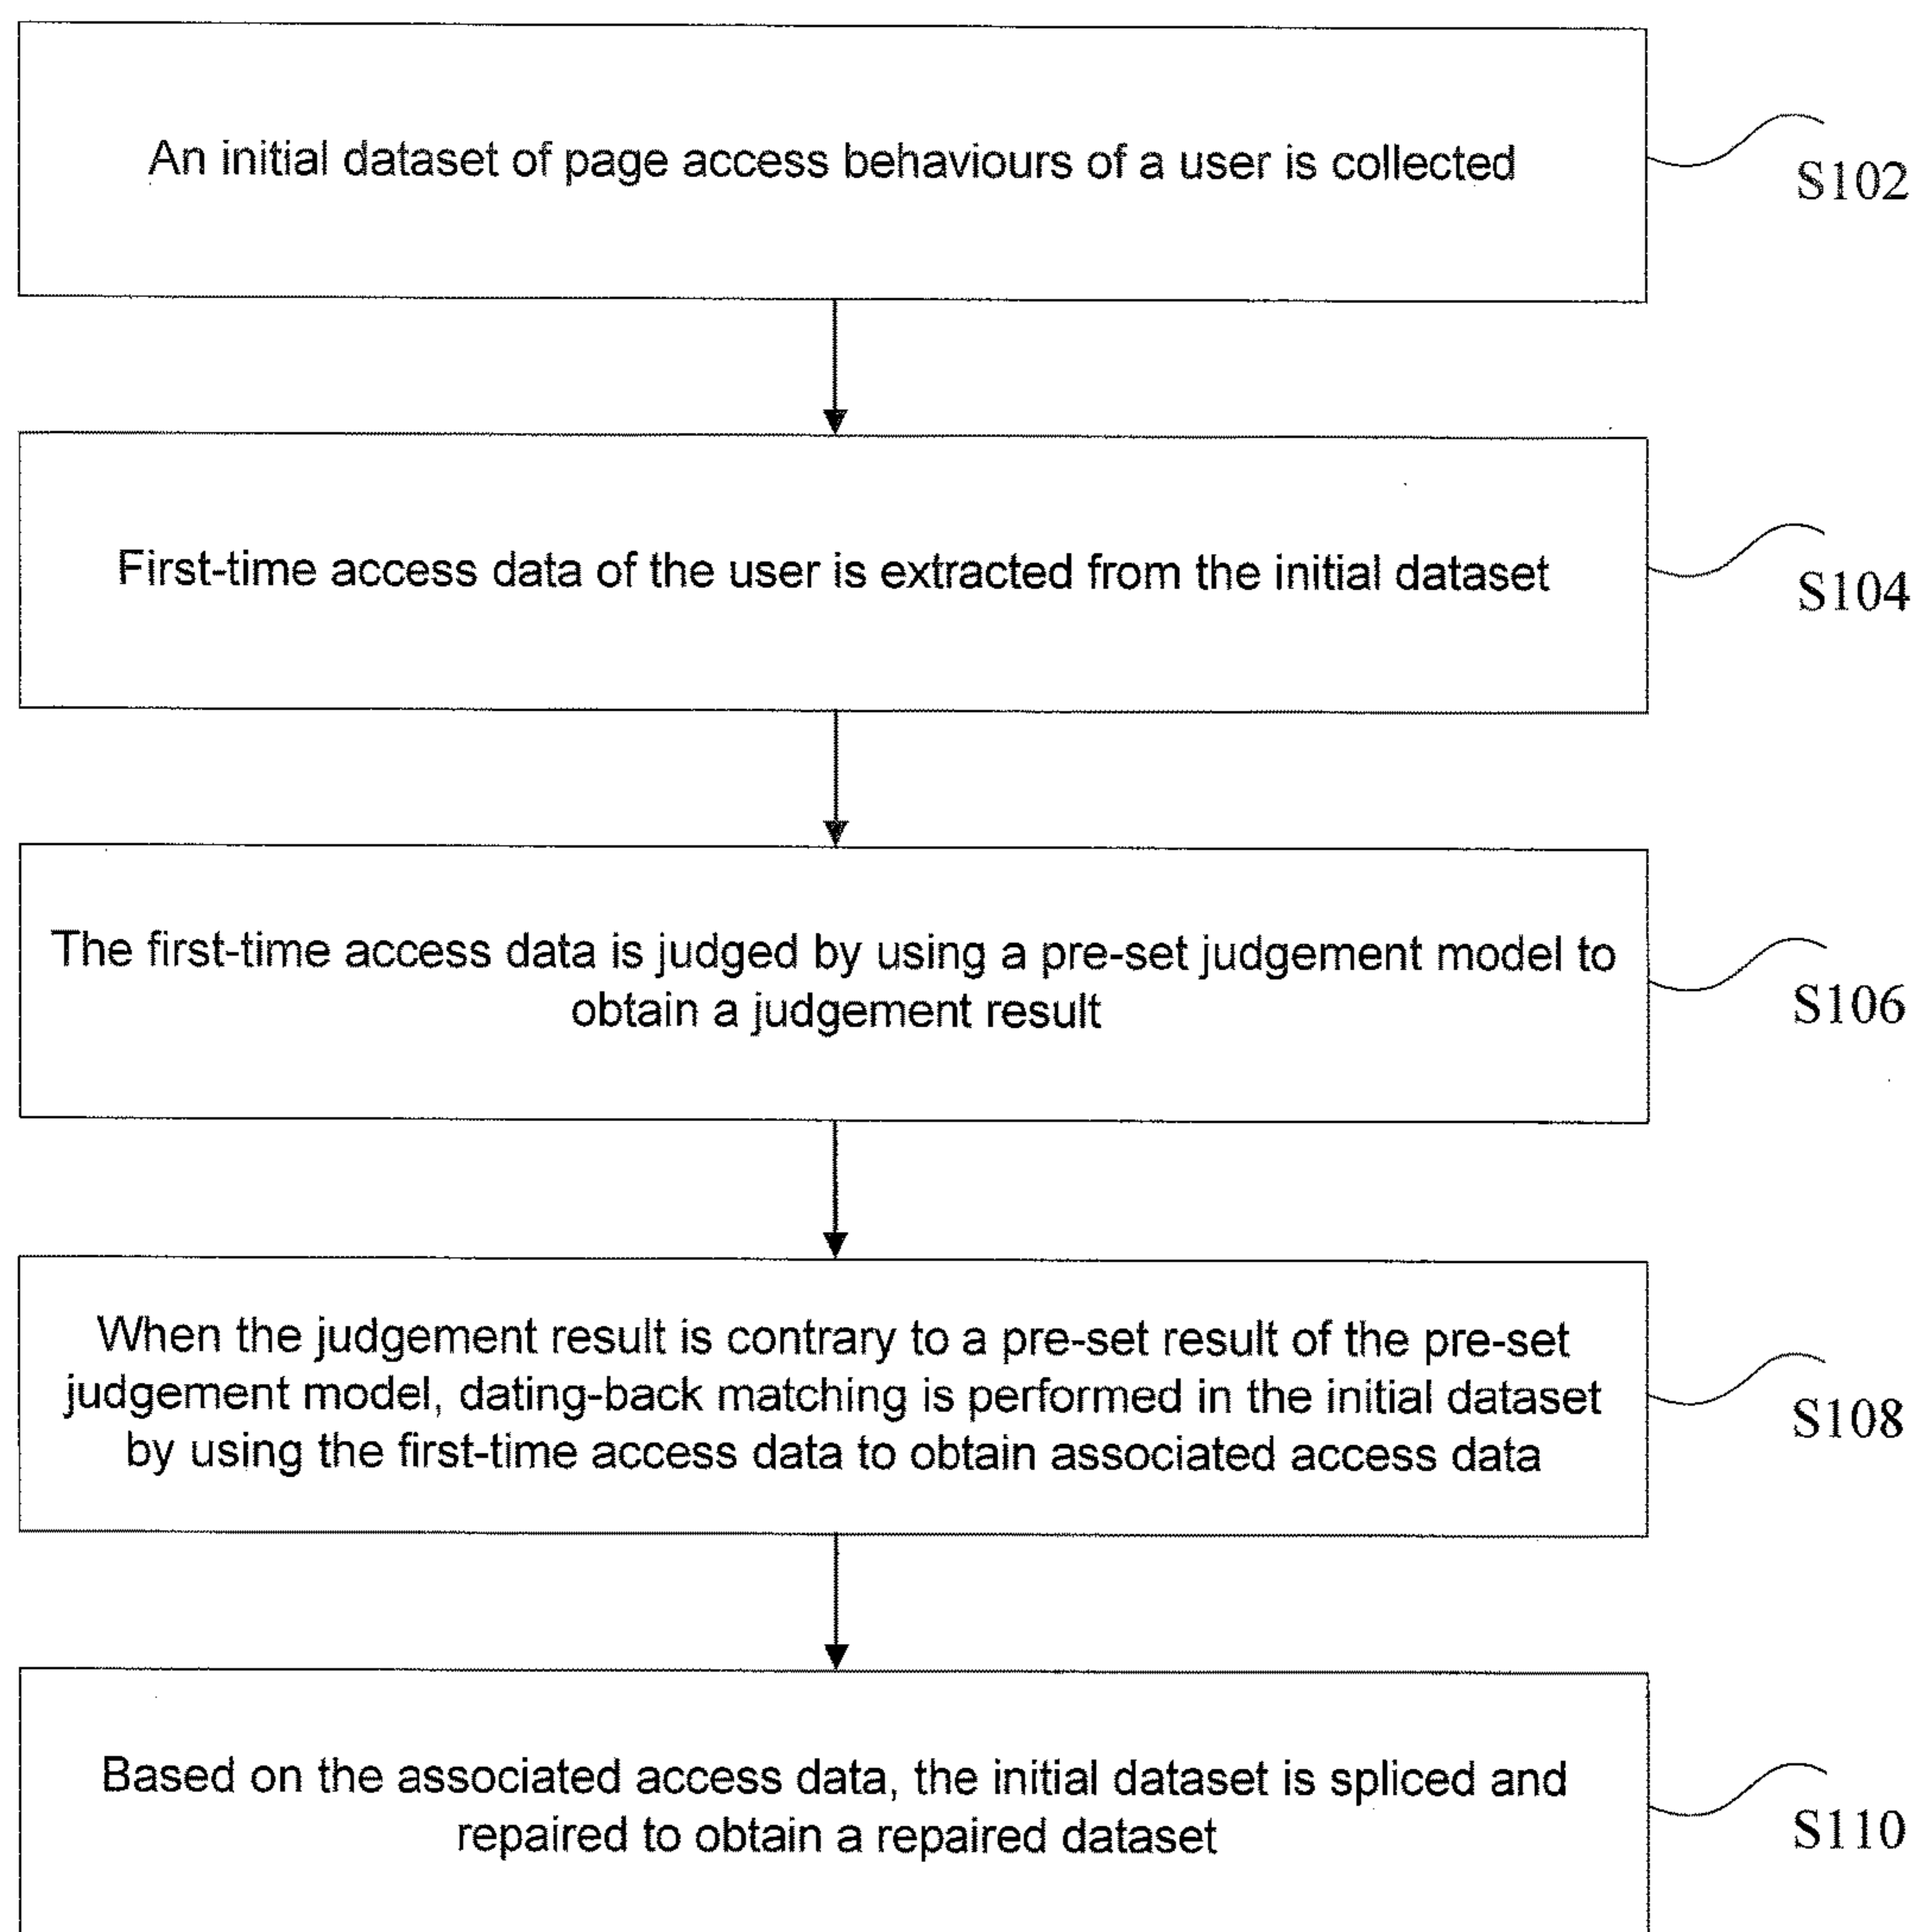 An initial dataset of page access behaviours of a user is collected
S102
First-time access data of the user is extracted from the initial dataset
S104
The first-time access data is judged by using a pre-set judgement model to
obtain a judgement result
S106
When the judgement result is contrary to a pre-set result of the pre-set
judgement model, dating-back matching is performed in the initial dataset
by using the first-time access data to obtain associated access data
S108
Based on the associated access data, the initial dataset is spliced and
repaired to obtain a repaired dataset
S110